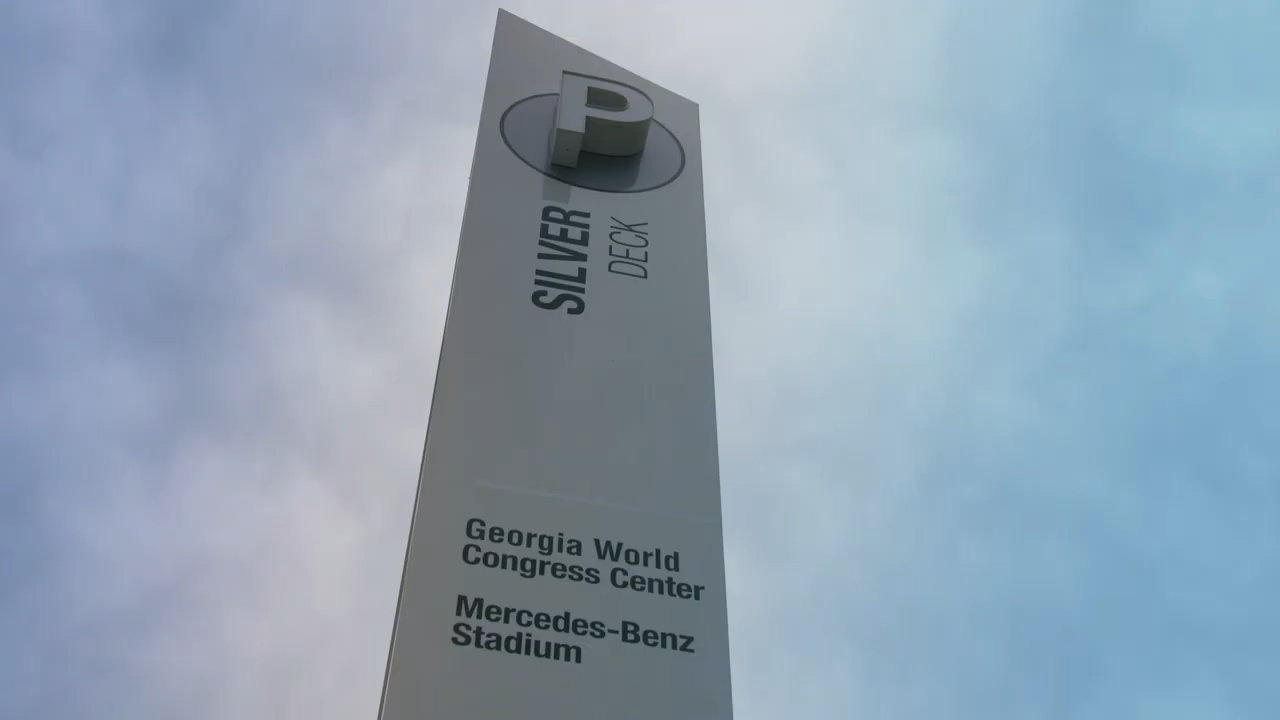 P
SILVER
DECK
Georgia World
Congress Center
Mercedes-Benz
Stadium